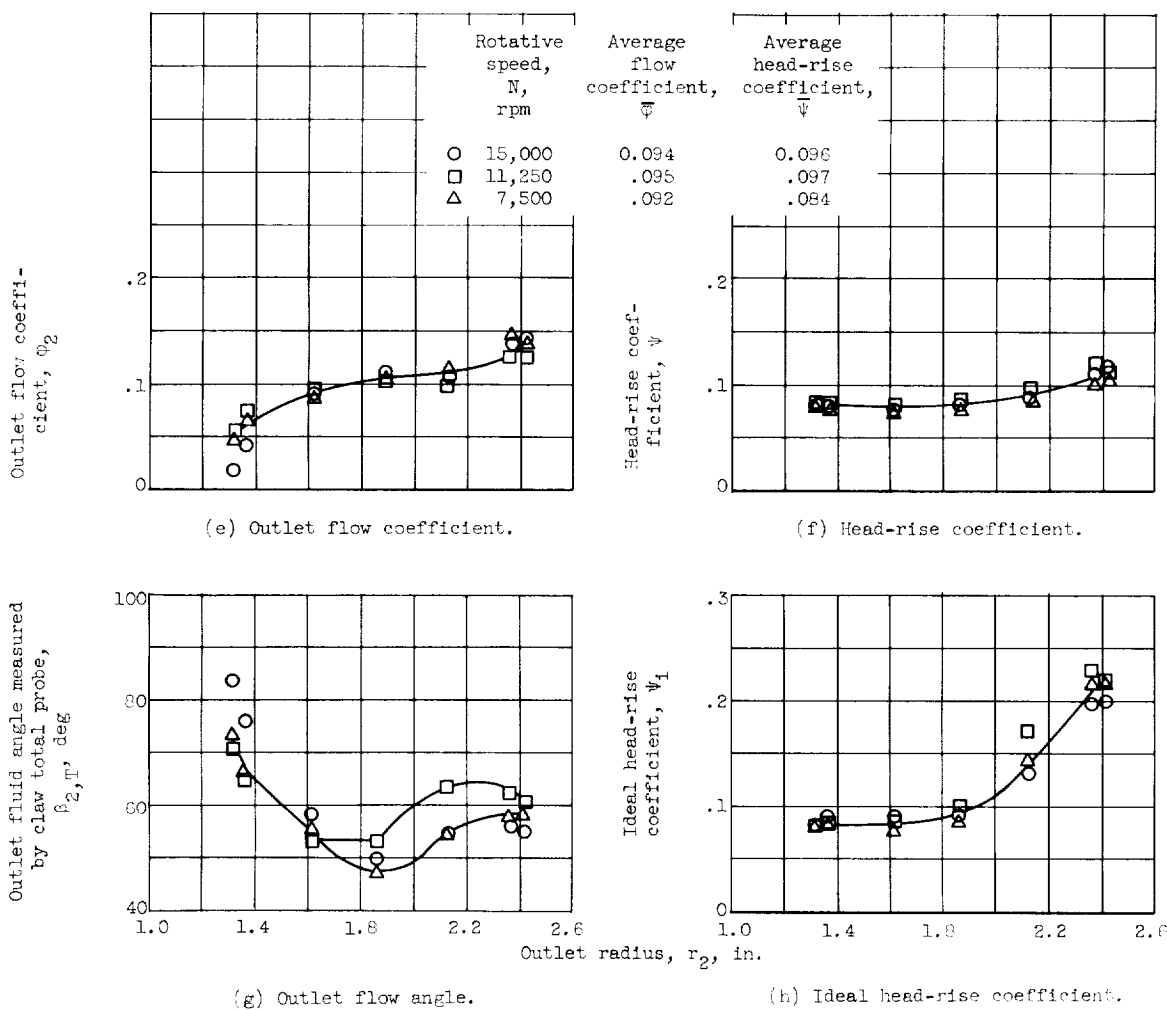 Rotative speed, N, rpm
Average flow coefficient, φ̅
Average head-rise coefficient, ψ̅
○ 15,000 0.094 0.096
□ 11,250 .095 .097
△ 7,500 .092 .084
Outlet flow coeffi-
cient, φ2
.2
.1
0
(e) Outlet flow coefficient.
Head-rise coef-
ficient, ψ
.2
.1
0
(f) Head-rise coefficient.
Outlet fluid angle measured
by claw total probe,
β2,T, deg
100
80
60
40
1.0 1.4 1.8 2.2 2.6
(g) Outlet flow angle.
Ideal head-rise
coefficient, ψi
.3
.2
.1
0
1.0 1.4 1.8 2.2 2.6
Outlet radius, r2, in.
(h) Ideal head-rise coefficient.